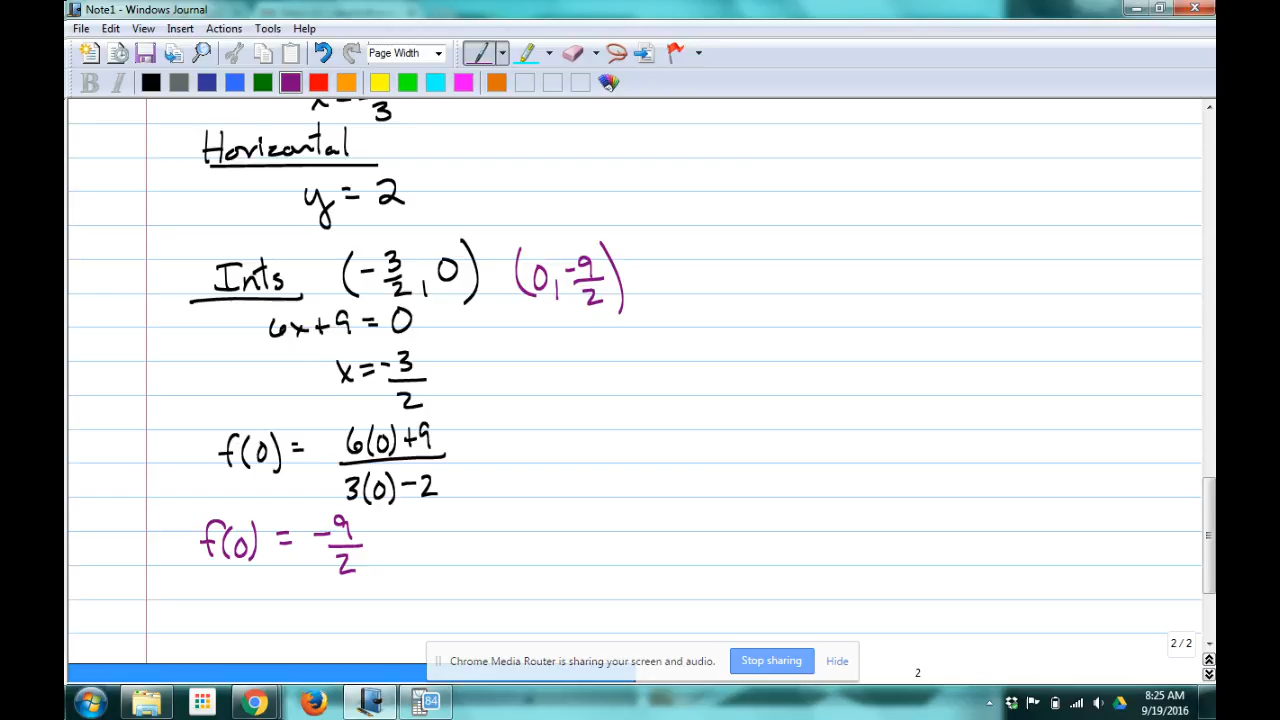 Note1 - Windows Journal
File Edit View Insert Actions Tools Help
Page Width
B I
3
Horizontal
y = 2
Ints (-3/2, 0) (0, -9/2)
6x+9 = 0
x = -3/2
f(0) = 6(0)+9 / 3(0)-2
f(0) = -9/2
2/2
Chrome Media Router is sharing your screen and audio. Stop sharing Hide
2
84
8:25 AM
9/19/2016